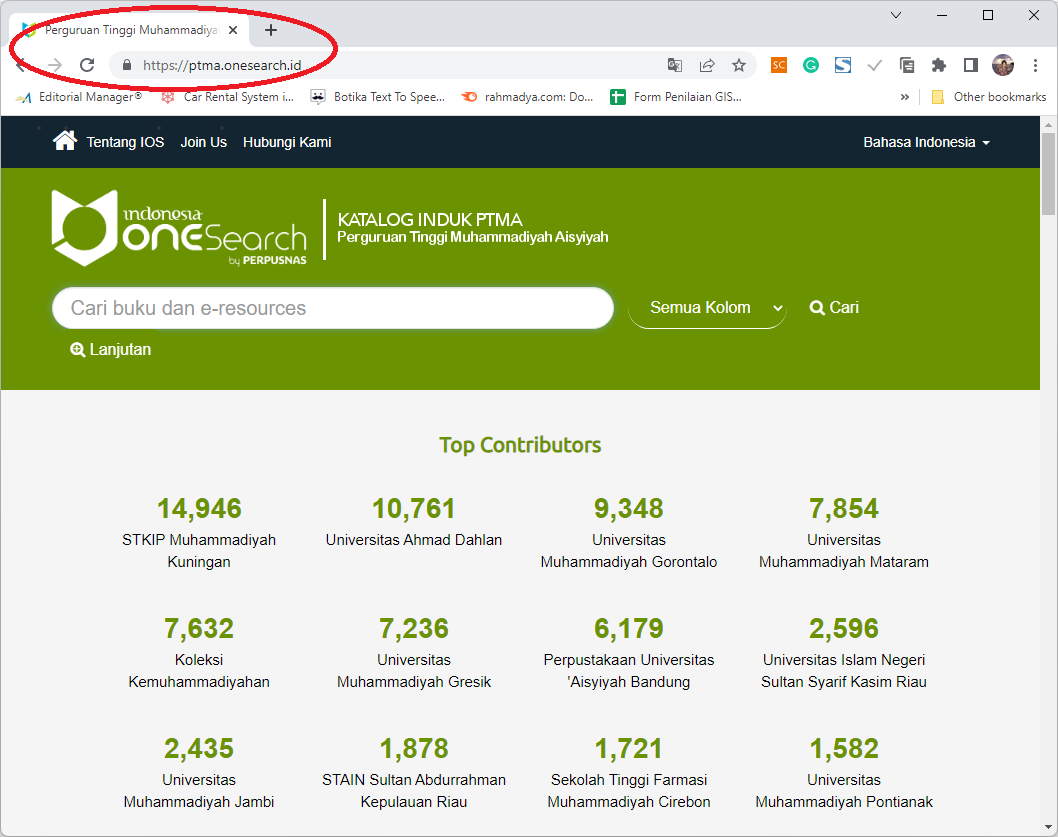 Perguruan Tinggi Muhammadiya
https://ptma.onesearch.id
SC
Editorial Manager®
Car Rental System i...
Botika Text To Spee...
rahmadya.com: Do...
Form Penilaian GIS...
»
Other bookmarks
Tentang IOS
Join Us
Hubungi Kami
Bahasa Indonesia
indonesia
oneSearch
by PERPUSNAS
KATALOG INDUK PTMA
Perguruan Tinggi Muhammadiyah Aisyiyah
Cari buku dan e-resources
Semua Kolom
Cari
Lanjutan
Top Contributors
14,946
STKIP Muhammadiyah
Kuningan
10,761
Universitas Ahmad Dahlan
9,348
Universitas
Muhammadiyah Gorontalo
7,854
Universitas
Muhammadiyah Mataram
7,632
Koleksi
Kemuhammadiyahan
7,236
Universitas
Muhammadiyah Gresik
6,179
Perpustakaan Universitas
'Aisyiyah Bandung
2,596
Universitas Islam Negeri
Sultan Syarif Kasim Riau
2,435
Universitas
Muhammadiyah Jambi
1,878
STAIN Sultan Abdurrahman
Kepulauan Riau
1,721
Sekolah Tinggi Farmasi
Muhammadiyah Cirebon
1,582
Universitas
Muhammadiyah Pontianak